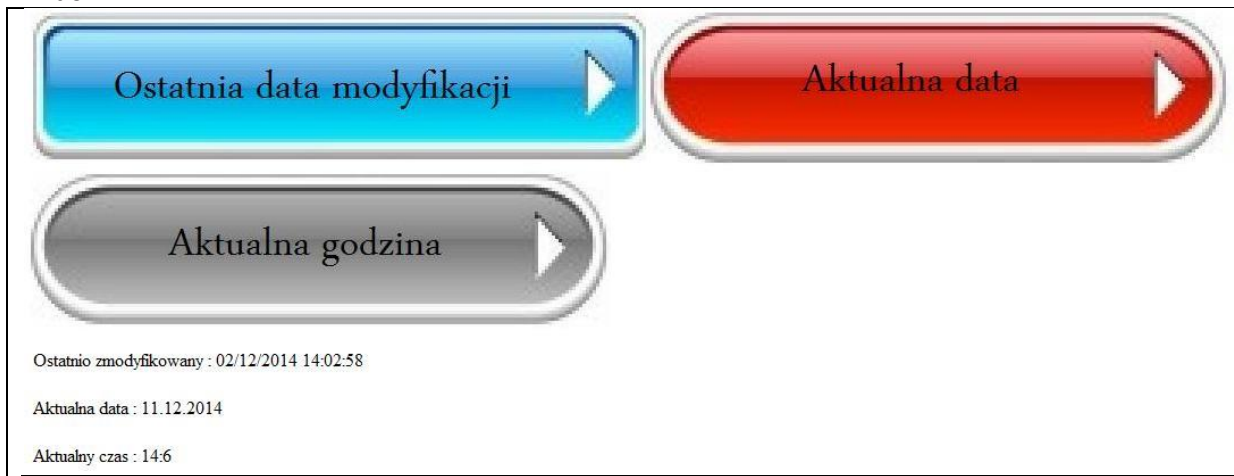 Ostatnia data modyfikacji
Aktualna data
Aktualna godzina
Ostatnio zmodyfikowany : 02/12/2014 14:02:58
Aktualna data : 11.12.2014
Aktualny czas : 14:6